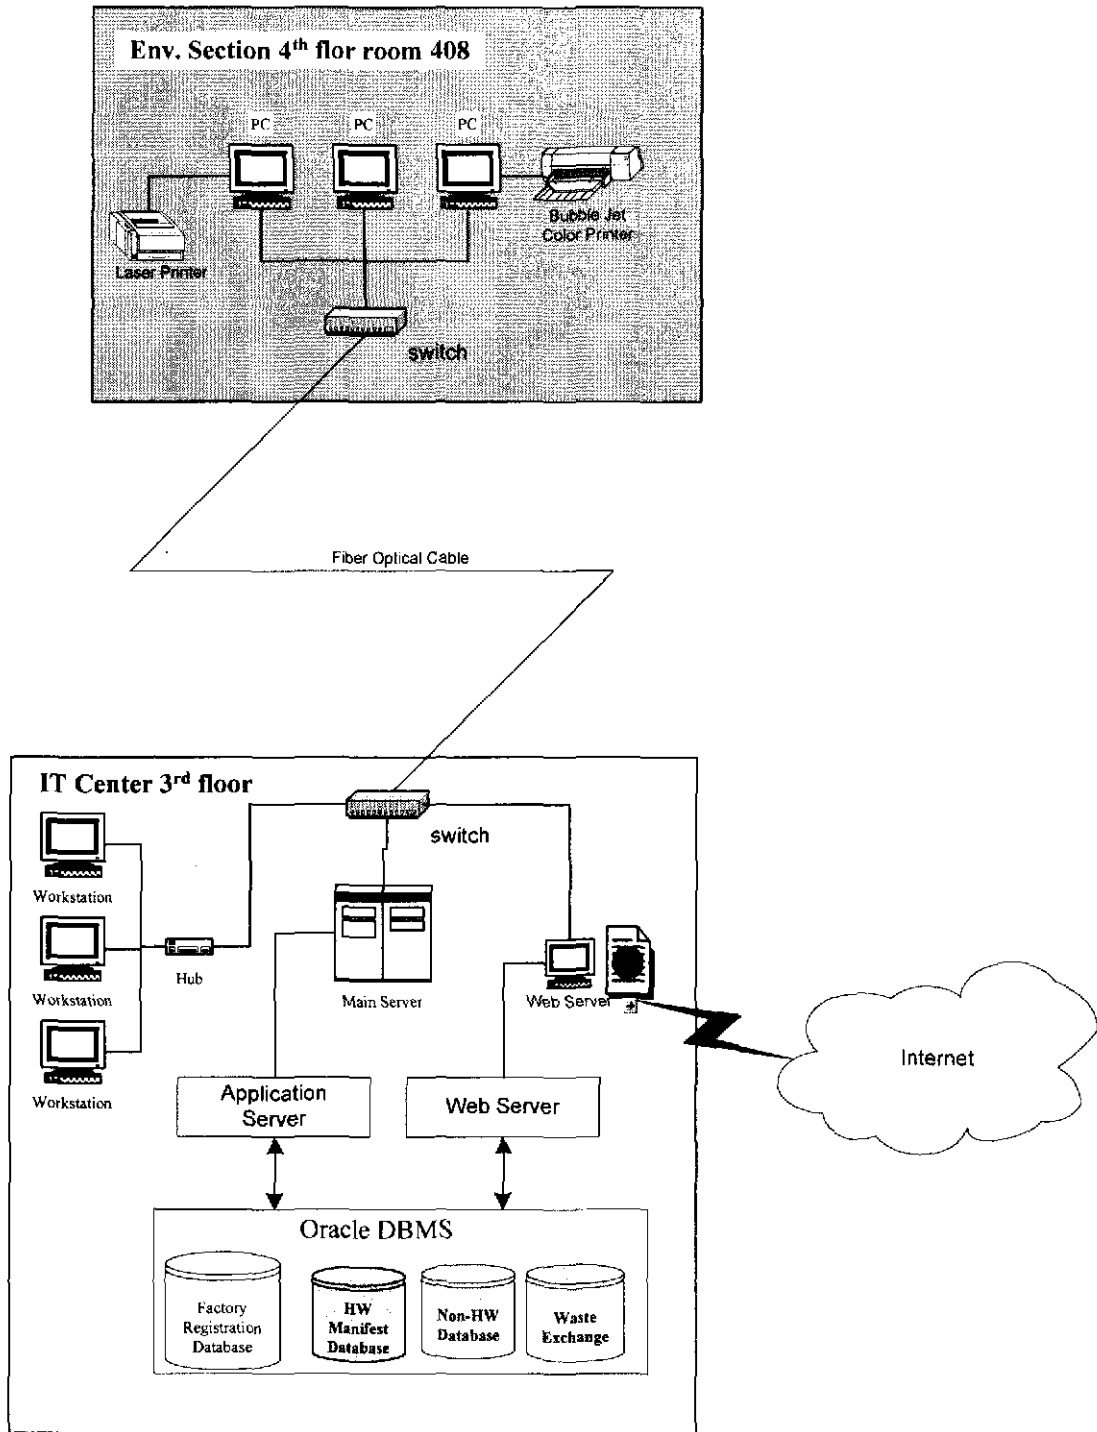 Env. Section 4th flor room 408
PC
PC
PC
Bubble Jet
Color Printer
Laser Printer
switch
Fiber Optical Cable
IT Center 3rd floor
switch
Workstation
Workstation
Workstation
Hub
Main Server
Web Server
Internet
Application
Server
Web Server
Oracle DBMS
Factory
Registration
Database
HW
Manifest
Database
Non-HW
Database
Waste
Exchange